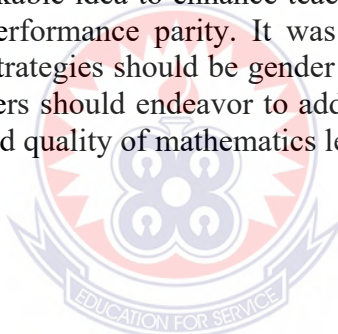 kable idea to enhance teac
erformance parity. It was
trategies should be gender
ers should endeavor to add
d quality of mathematics le
EDUCATION FOR SERVICE